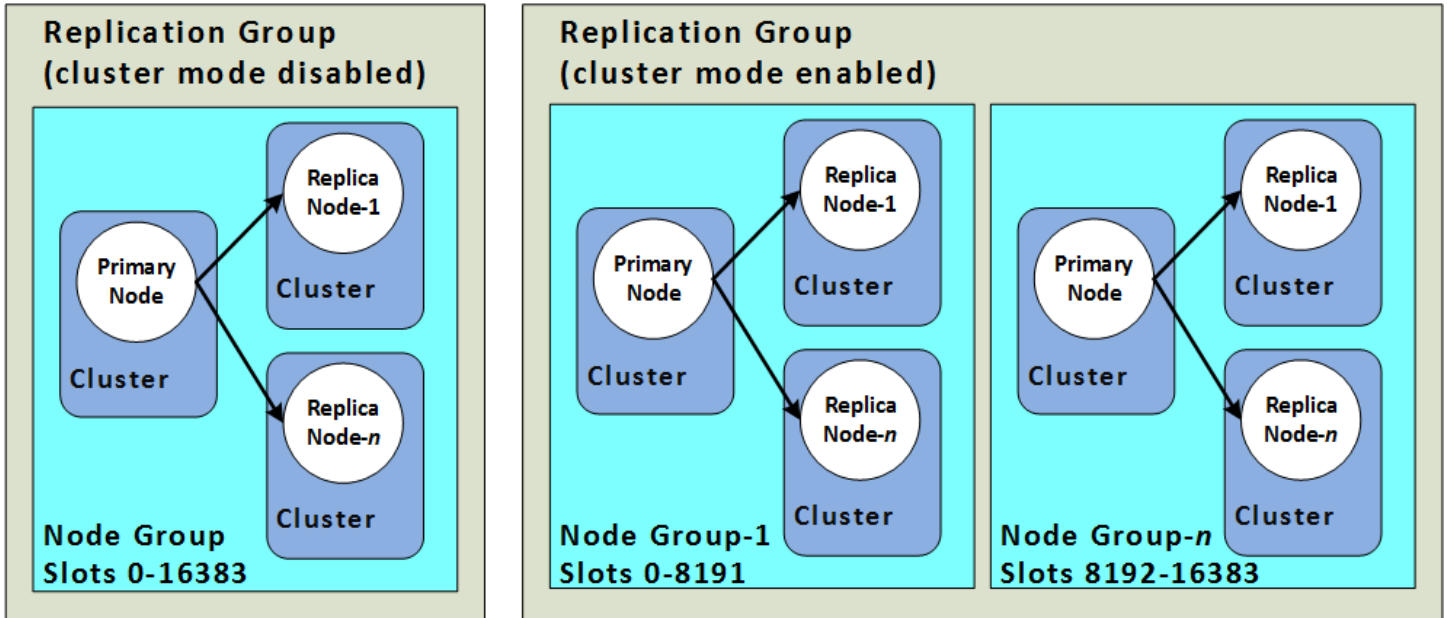 Replication Group
(cluster mode disabled)
Replica
Node-1
Cluster
Primary
Node
Cluster
Replica
Node-n
Cluster
Node Group
Slots 0-16383
Replication Group
(cluster mode enabled)
Replica
Node-1
Cluster
Primary
Node
Cluster
Replica
Node-n
Cluster
Node Group-1
Slots 0-8191
Replica
Node-1
Cluster
Primary
Node
Cluster
Replica
Node-n
Cluster
Node Group-n
Slots 8192-16383